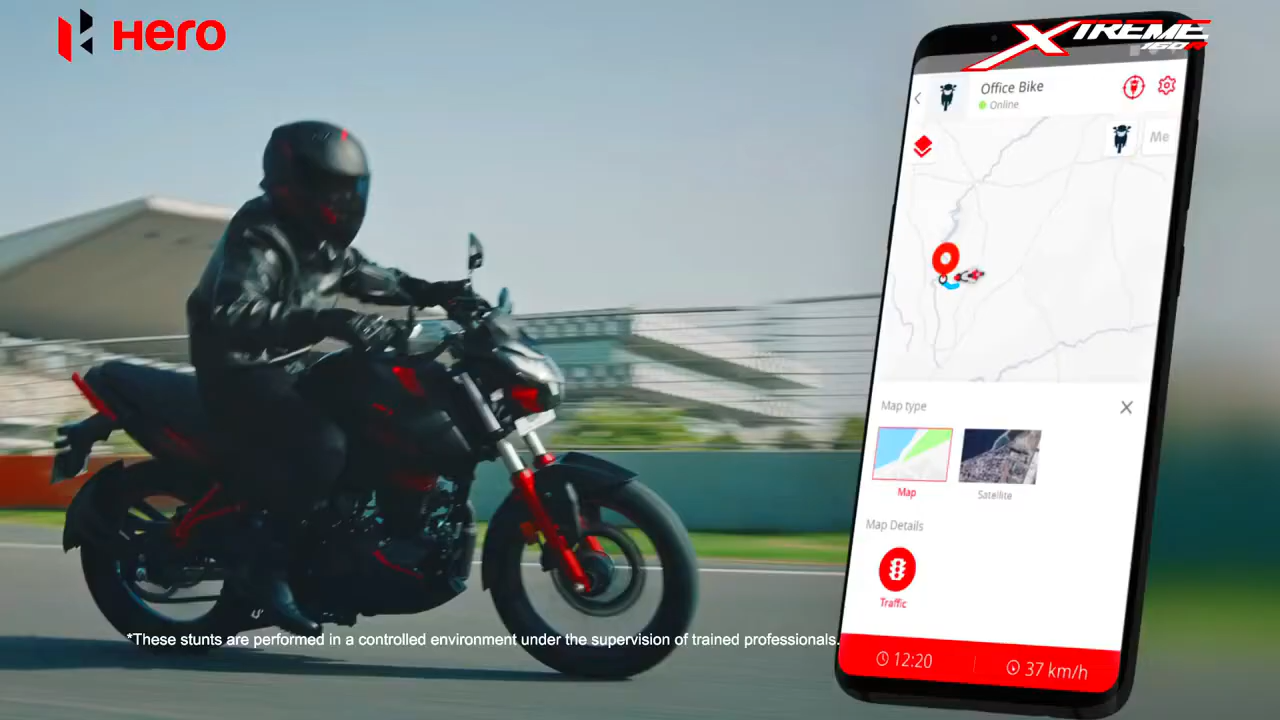 Hero
XTREME
160R
Office Bike
Online
Me
Map type
Map
Satellite
Map Details
Traffic
12:20
37 km/h
*These stunts are performed in a controlled environment under the supervision of trained professionals.